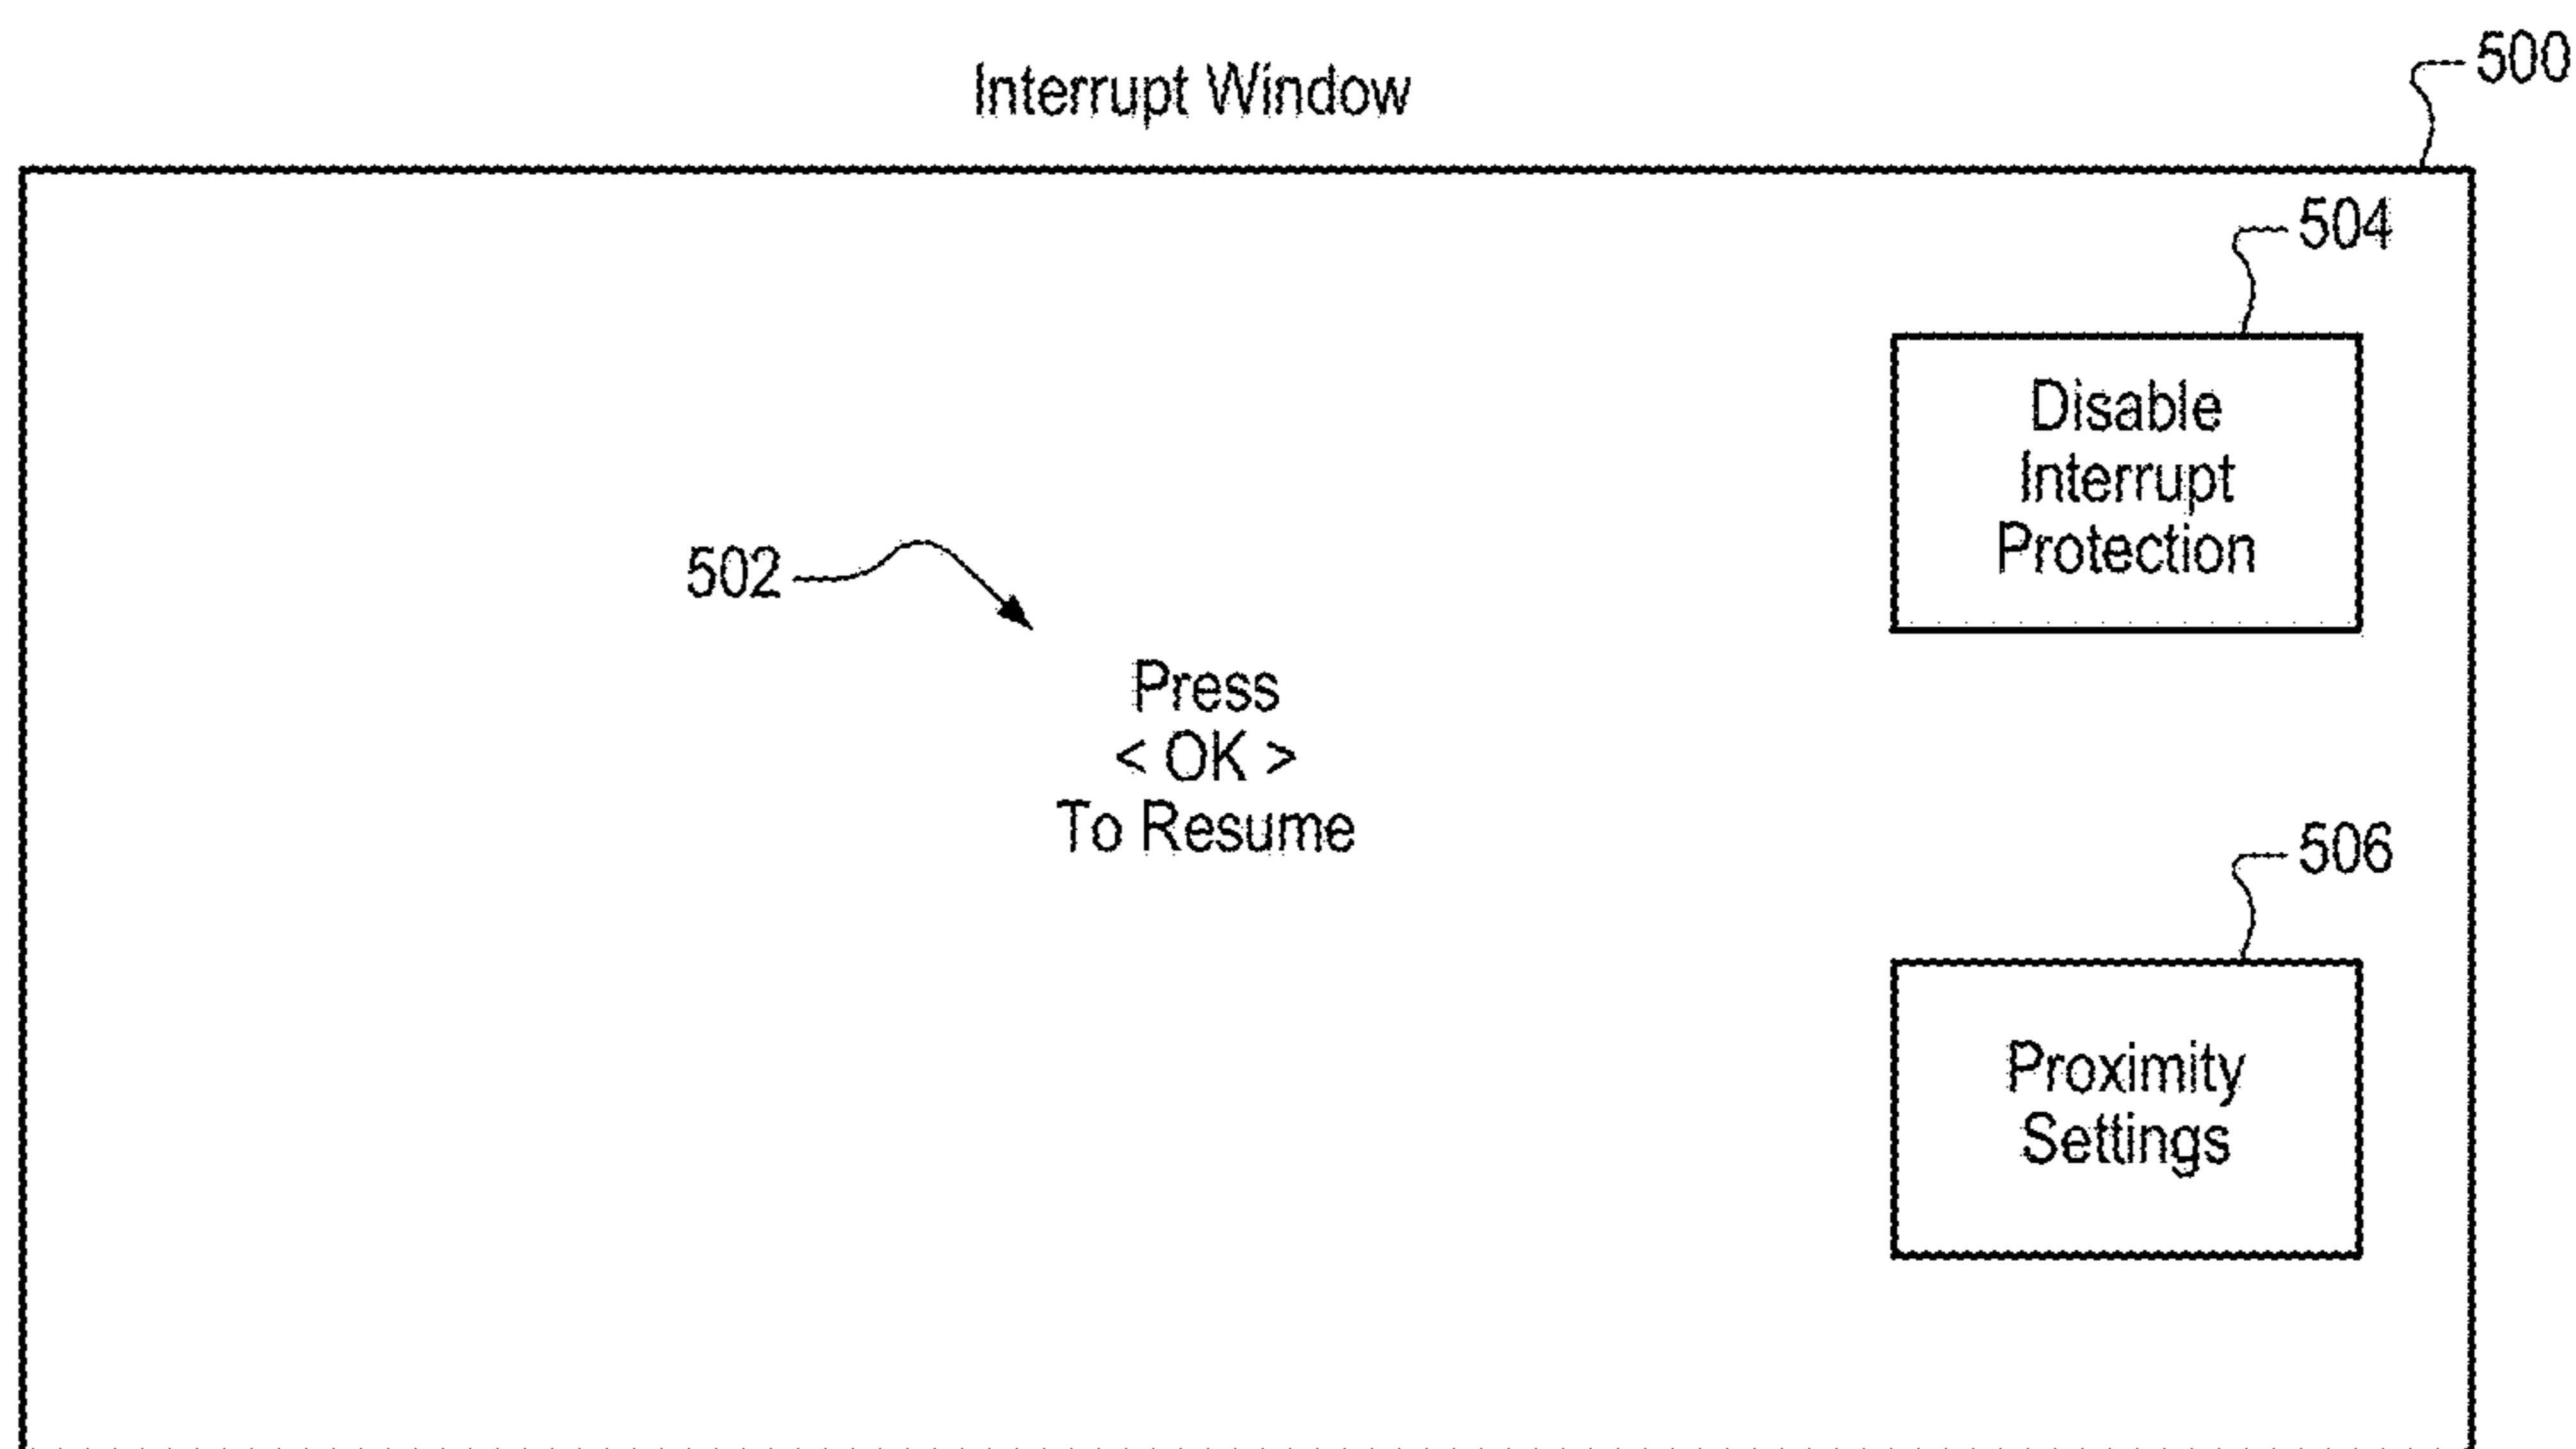 Interrupt Window
500
504
Disable
Interrupt
Protection
502
Press
< OK >
To Resume
506
Proximity
Settings